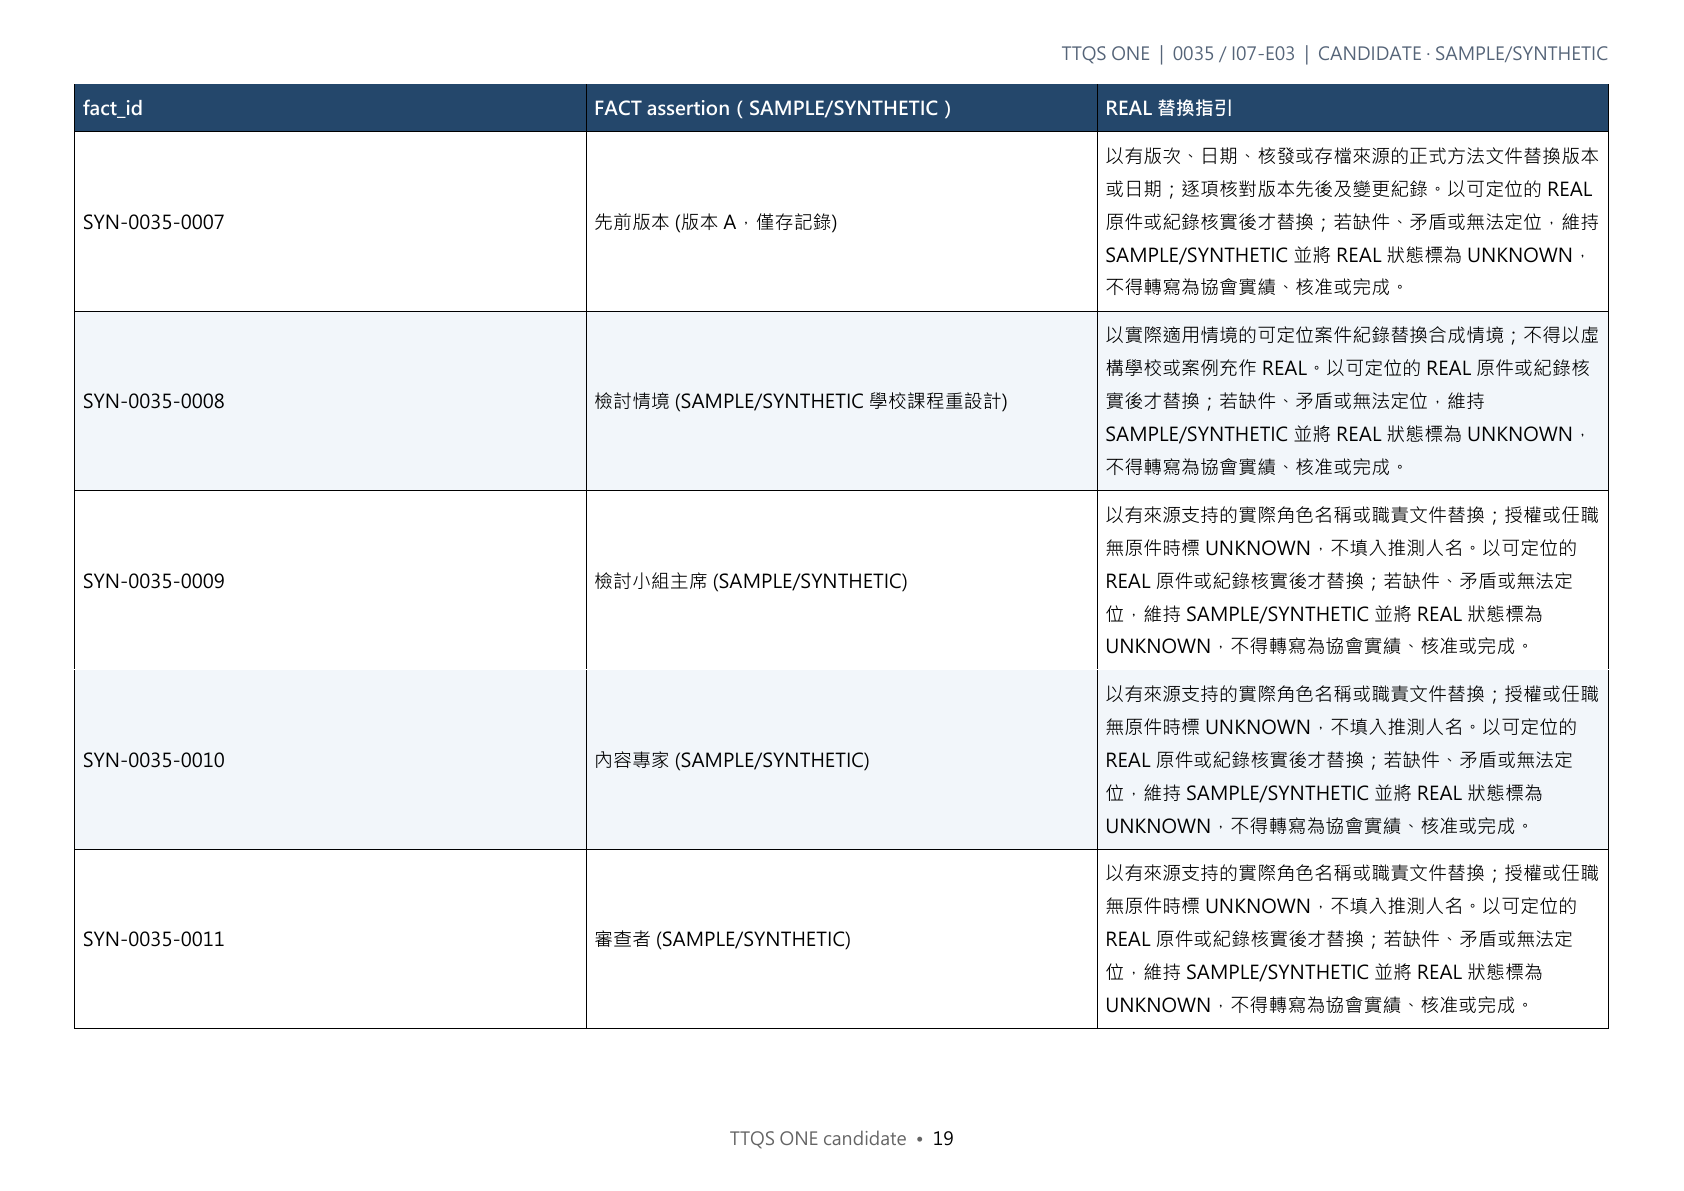 TTQS ONE | 0035 / I07-E03 | CANDIDATE · SAMPLE/SYNTHETIC
fact_id
FACT assertion（SAMPLE/SYNTHETIC）
REAL 替換指引
SYN-0035-0007
先前版本 (版本 A，僅存記錄)
以有版次、日期、核發或存檔來源的正式方法文件替換版本
或日期；逐項核對版本先後及變更紀錄。以可定位的 REAL
原件或紀錄核實後才替換；若缺件、矛盾或無法定位，維持
SAMPLE/SYNTHETIC 並將 REAL 狀態標為 UNKNOWN，
不得轉寫為協會實績、核准或完成。
SYN-0035-0008
檢討情境 (SAMPLE/SYNTHETIC 學校課程重設計)
以實際適用情境的可定位案件紀錄替換合成情境；不得以虛
構學校或案例充作 REAL。以可定位的 REAL 原件或紀錄核
實後才替換；若缺件、矛盾或無法定位，維持
SAMPLE/SYNTHETIC 並將 REAL 狀態標為 UNKNOWN，
不得轉寫為協會實績、核准或完成。
SYN-0035-0009
檢討小組主席 (SAMPLE/SYNTHETIC)
以有來源支持的實際角色名稱或職責文件替換；授權或任職
無原件時標 UNKNOWN，不填入推測人名。以可定位的
REAL 原件或紀錄核實後才替換；若缺件、矛盾或無法定
位，維持 SAMPLE/SYNTHETIC 並將 REAL 狀態標為
UNKNOWN，不得轉寫為協會實績、核准或完成。
SYN-0035-0010
內容專家 (SAMPLE/SYNTHETIC)
以有來源支持的實際角色名稱或職責文件替換；授權或任職
無原件時標 UNKNOWN，不填入推測人名。以可定位的
REAL 原件或紀錄核實後才替換；若缺件、矛盾或無法定
位，維持 SAMPLE/SYNTHETIC 並將 REAL 狀態標為
UNKNOWN，不得轉寫為協會實績、核准或完成。
SYN-0035-0011
審查者 (SAMPLE/SYNTHETIC)
以有來源支持的實際角色名稱或職責文件替換；授權或任職
無原件時標 UNKNOWN，不填入推測人名。以可定位的
REAL 原件或紀錄核實後才替換；若缺件、矛盾或無法定
位，維持 SAMPLE/SYNTHETIC 並將 REAL 狀態標為
UNKNOWN，不得轉寫為協會實績、核准或完成。
TTQS ONE candidate • 19